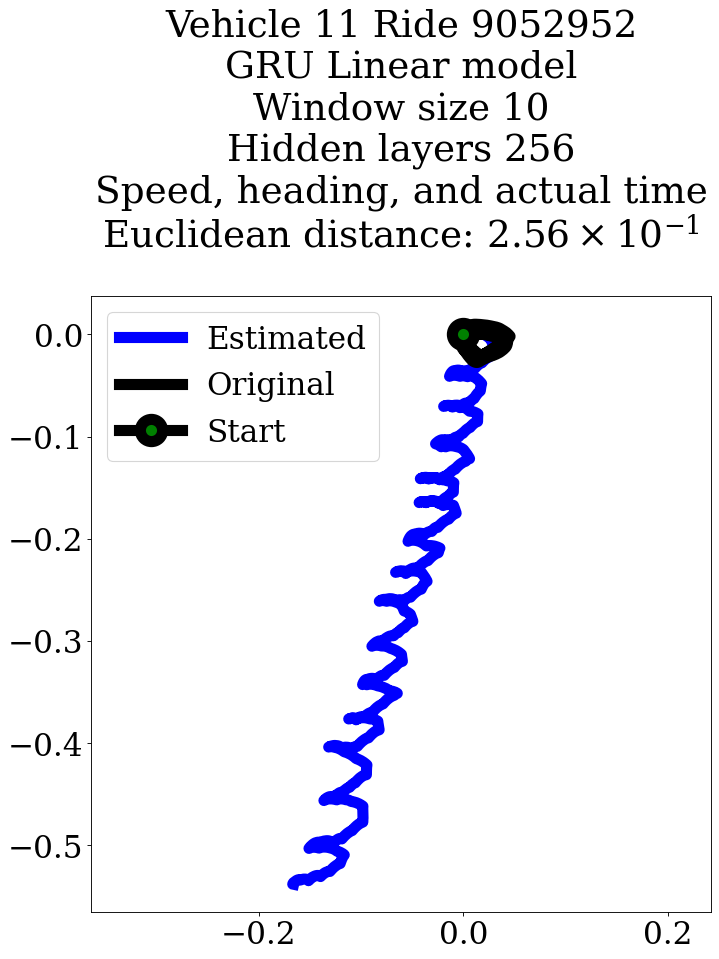 Vehicle 11 Ride 9052952
GRU Linear model
Window size 10
Hidden layers 256
Speed, heading, and actual time
Euclidean distance: 2.56 × 10⁻¹
Estimated
Original
Start
0.0
−0.1
−0.2
−0.3
−0.4
−0.5
−0.2
0.0
0.2